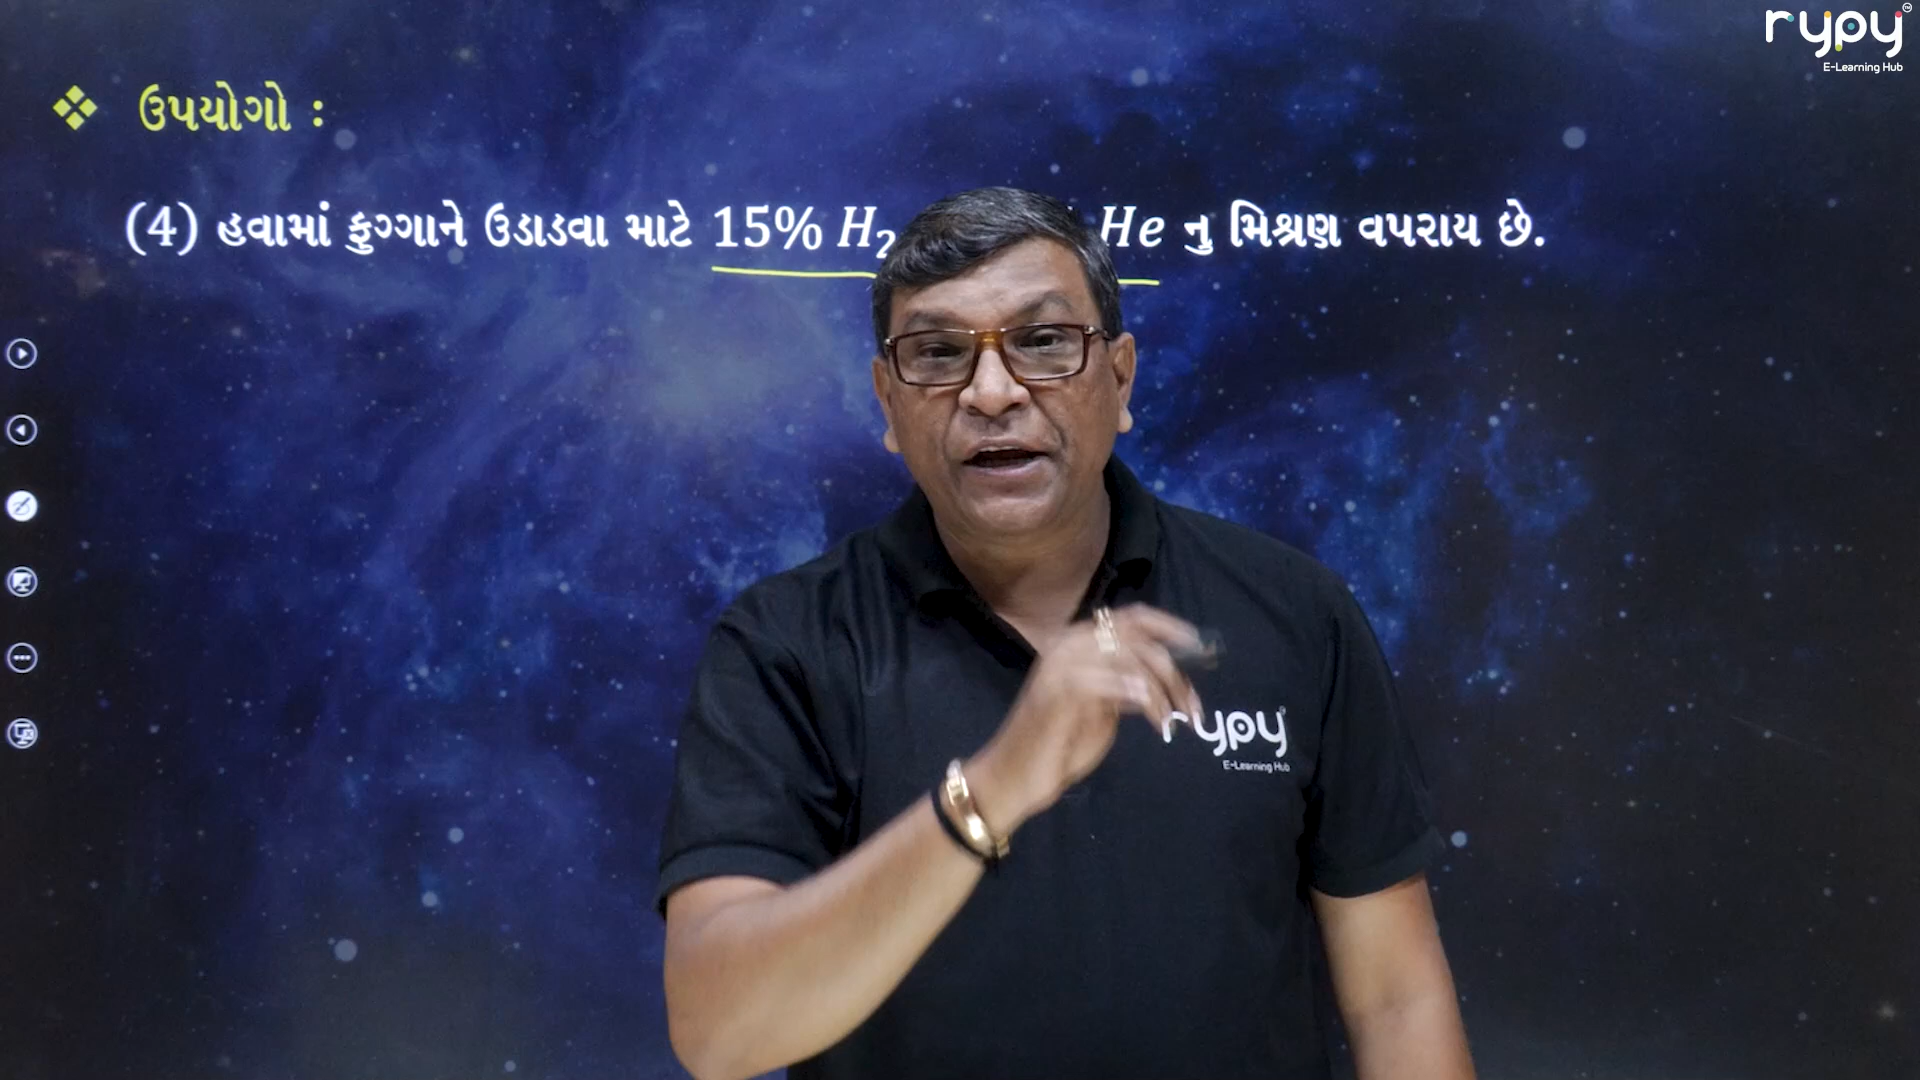 rypy
E-Learning Hub
❖ ઉપયોગો :
(4) હવામાં ફુગ્ગાને ઉડાડવા માટે 15% H₂ He નુ મિશ્રણ વપરાય છે.
rypy
E-Learning Hub